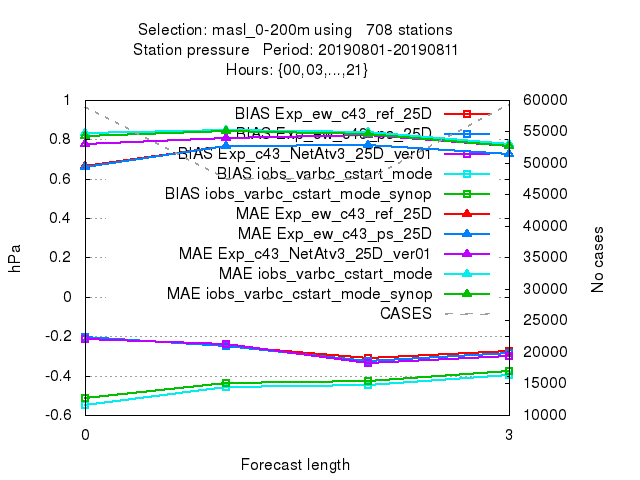 Selection: masl_0-200m using 708 stations
Station pressure Period: 20190801-20190811
Hours: {00,03,...,21}
1
0.8
0.6
0.4
0.2
0
-0.2
-0.4
-0.6
hPa
BIAS Exp_ew_c43_ref_25D
BIAS Exp_ew_c43_ps_25D
BIAS Exp_c43_NetAtv3_25D_ver01
BIAS iobs_varbc_cstart_mode
BIAS iobs_varbc_cstart_mode_synop
MAE Exp_ew_c43_ref_25D
MAE Exp_ew_c43_ps_25D
MAE Exp_c43_NetAtv3_25D_ver01
MAE iobs_varbc_cstart_mode
MAE iobs_varbc_cstart_mode_synop
CASES
60000
55000
50000
45000
40000
35000
30000
25000
20000
15000
10000
No cases
0 3
Forecast length